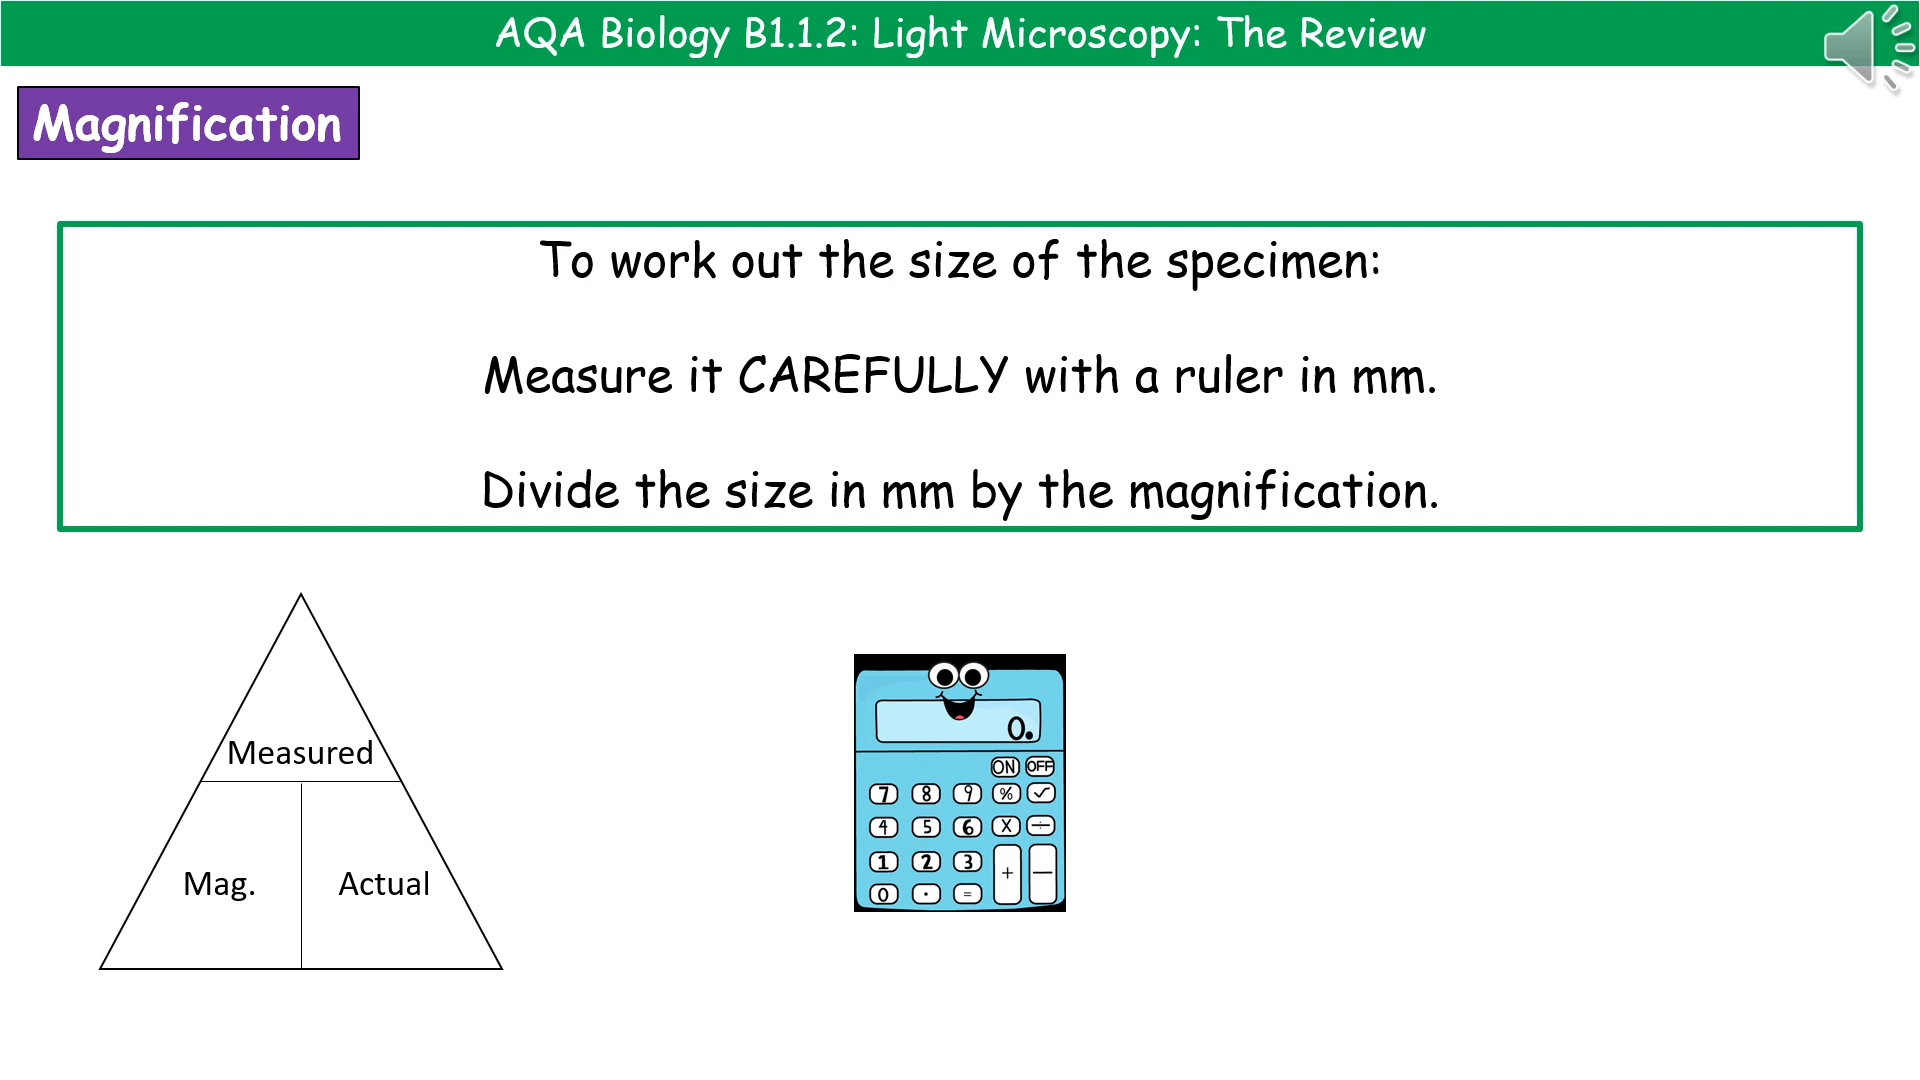 AQA Biology B1.1.2: Light Microscopy: The Review
Magnification
To work out the size of the specimen:
Measure it CAREFULLY with a ruler in mm.
Divide the size in mm by the magnification.
Measured
Mag.
Actual
0.
ON OFF
7 8 9 %
4 5 6 X ÷
1 2 3 + −
0 . =